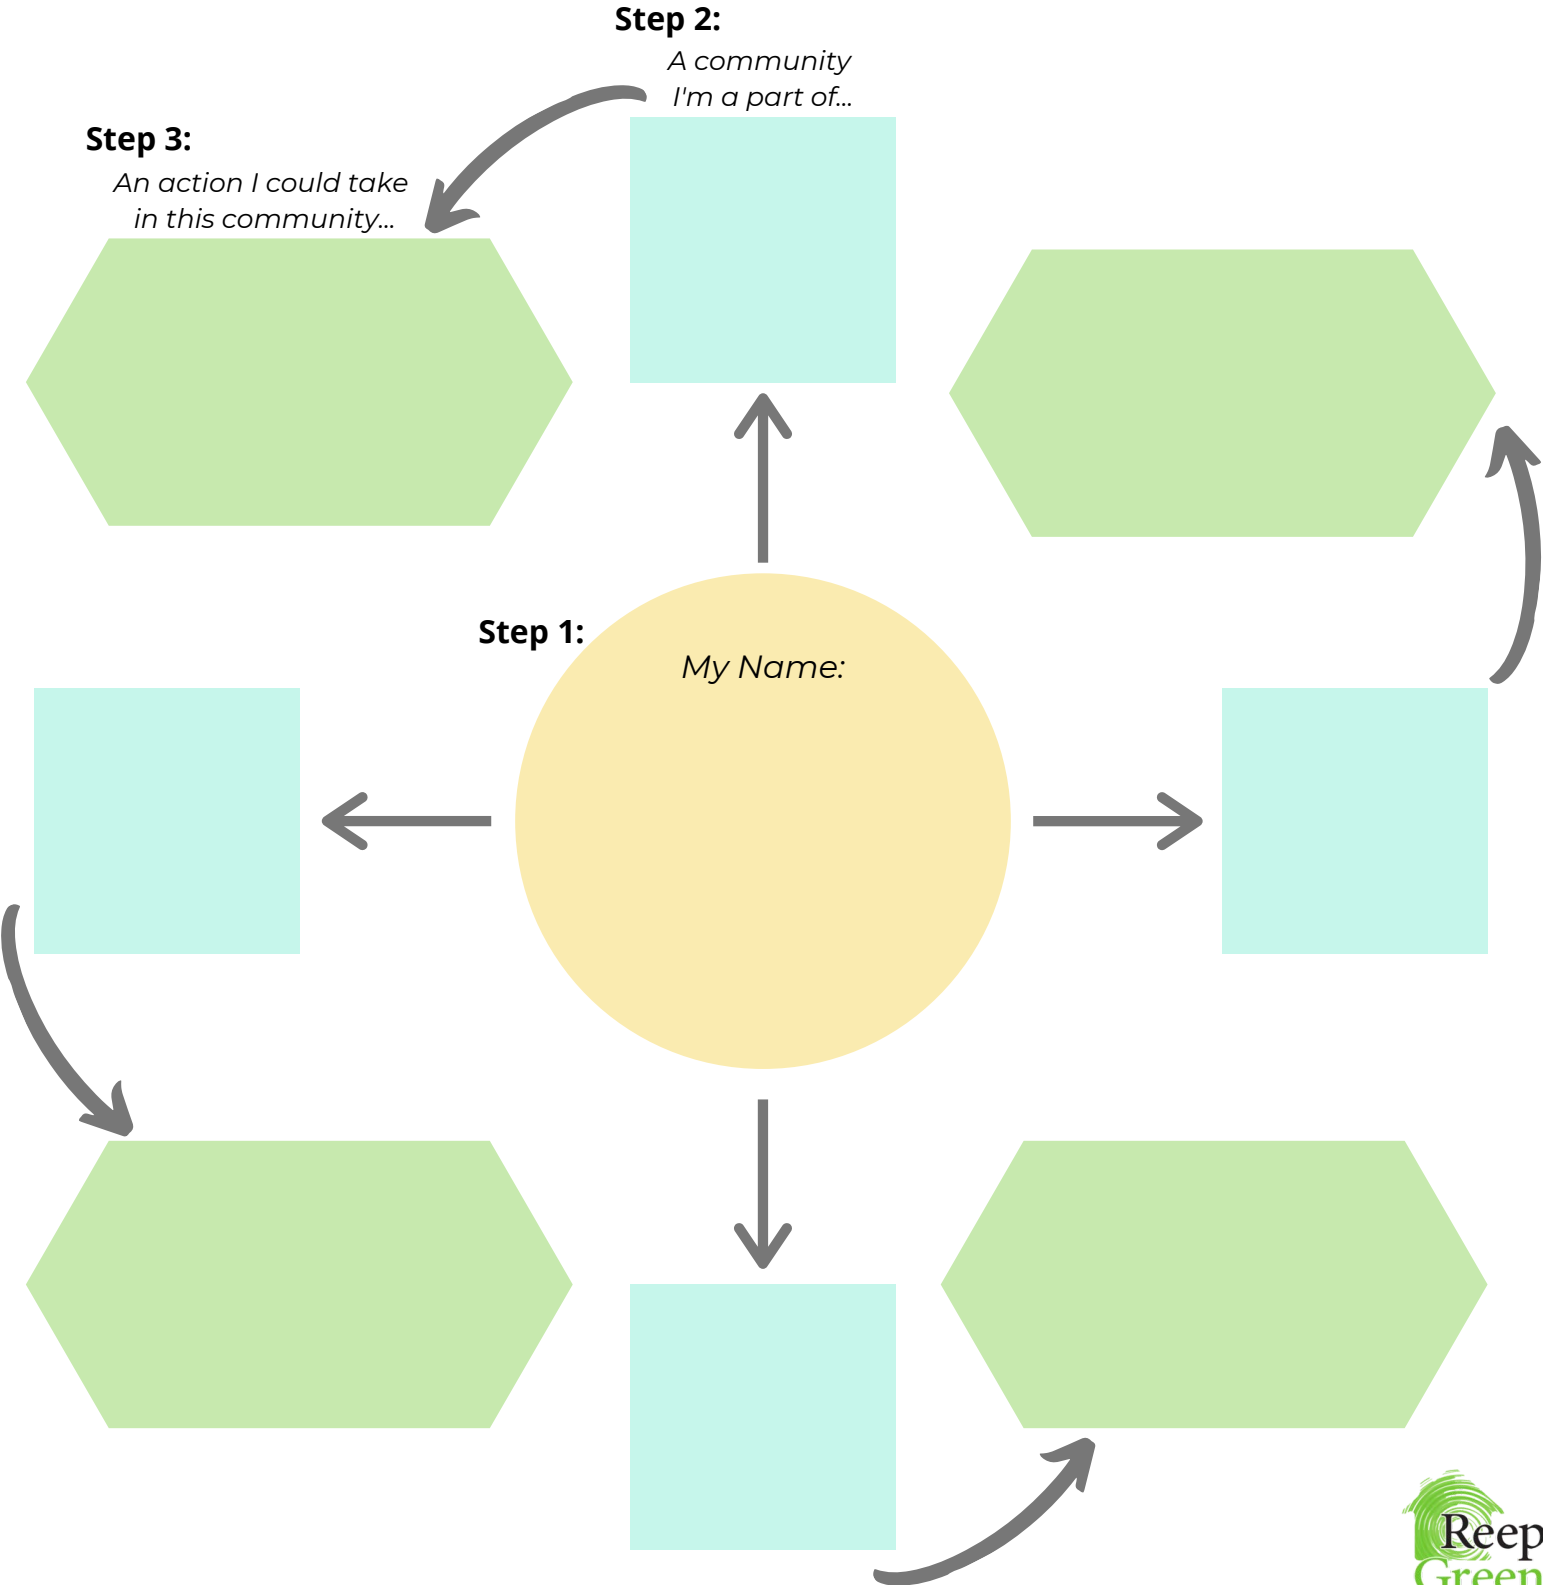 Step 2:
A community
I'm a part of...
Step 3:
An action I could take
in this community...
Step 1:
My Name:
Reep
Green